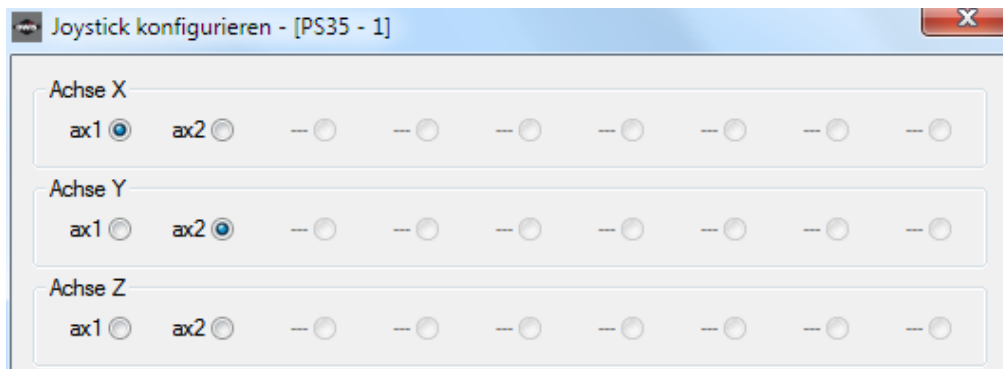 Joystick konfigurieren - [PS35 - 1]
Achse X
ax1 ax2 --- --- --- --- --- --- ---
Achse Y
ax1 ax2 --- --- --- --- --- --- ---
Achse Z
ax1 ax2 --- --- --- --- --- --- ---